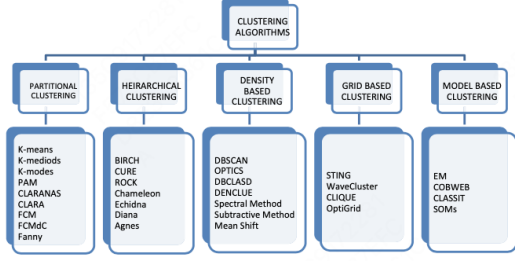 CLUSTERING
ALGORITHMS
PARTITIONAL
CLUSTERING
HEIRARCHICAL
CLUSTERING
DENSITY
BASED
CLUSTERING
GRID BASED
CLUSTERING
MODEL BASED
CLUSTERING
K-means
K-mediods
K-modes
PAM
CLARANAS
CLARA
FCM
FCMdC
Fanny
BIRCH
CURE
ROCK
Chameleon
Echidna
Diana
Agnes
DBSCAN
OPTICS
DBCLASD
DENCLUE
Spectral Method
Subtractive Method
Mean Shift
STING
WaveCluster
CLIQUE
OptiGrid
EM
COBWEB
CLASSIT
SOMs